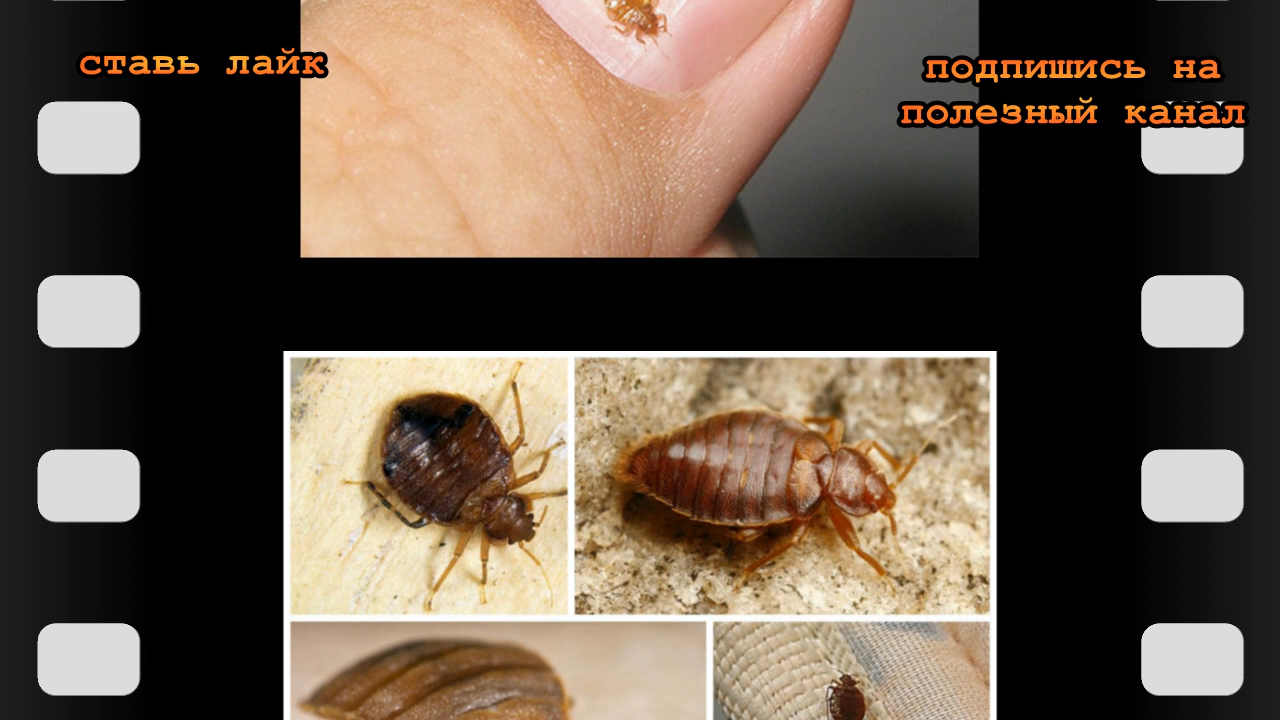 ставь лайк
подпишись на
полезный канал